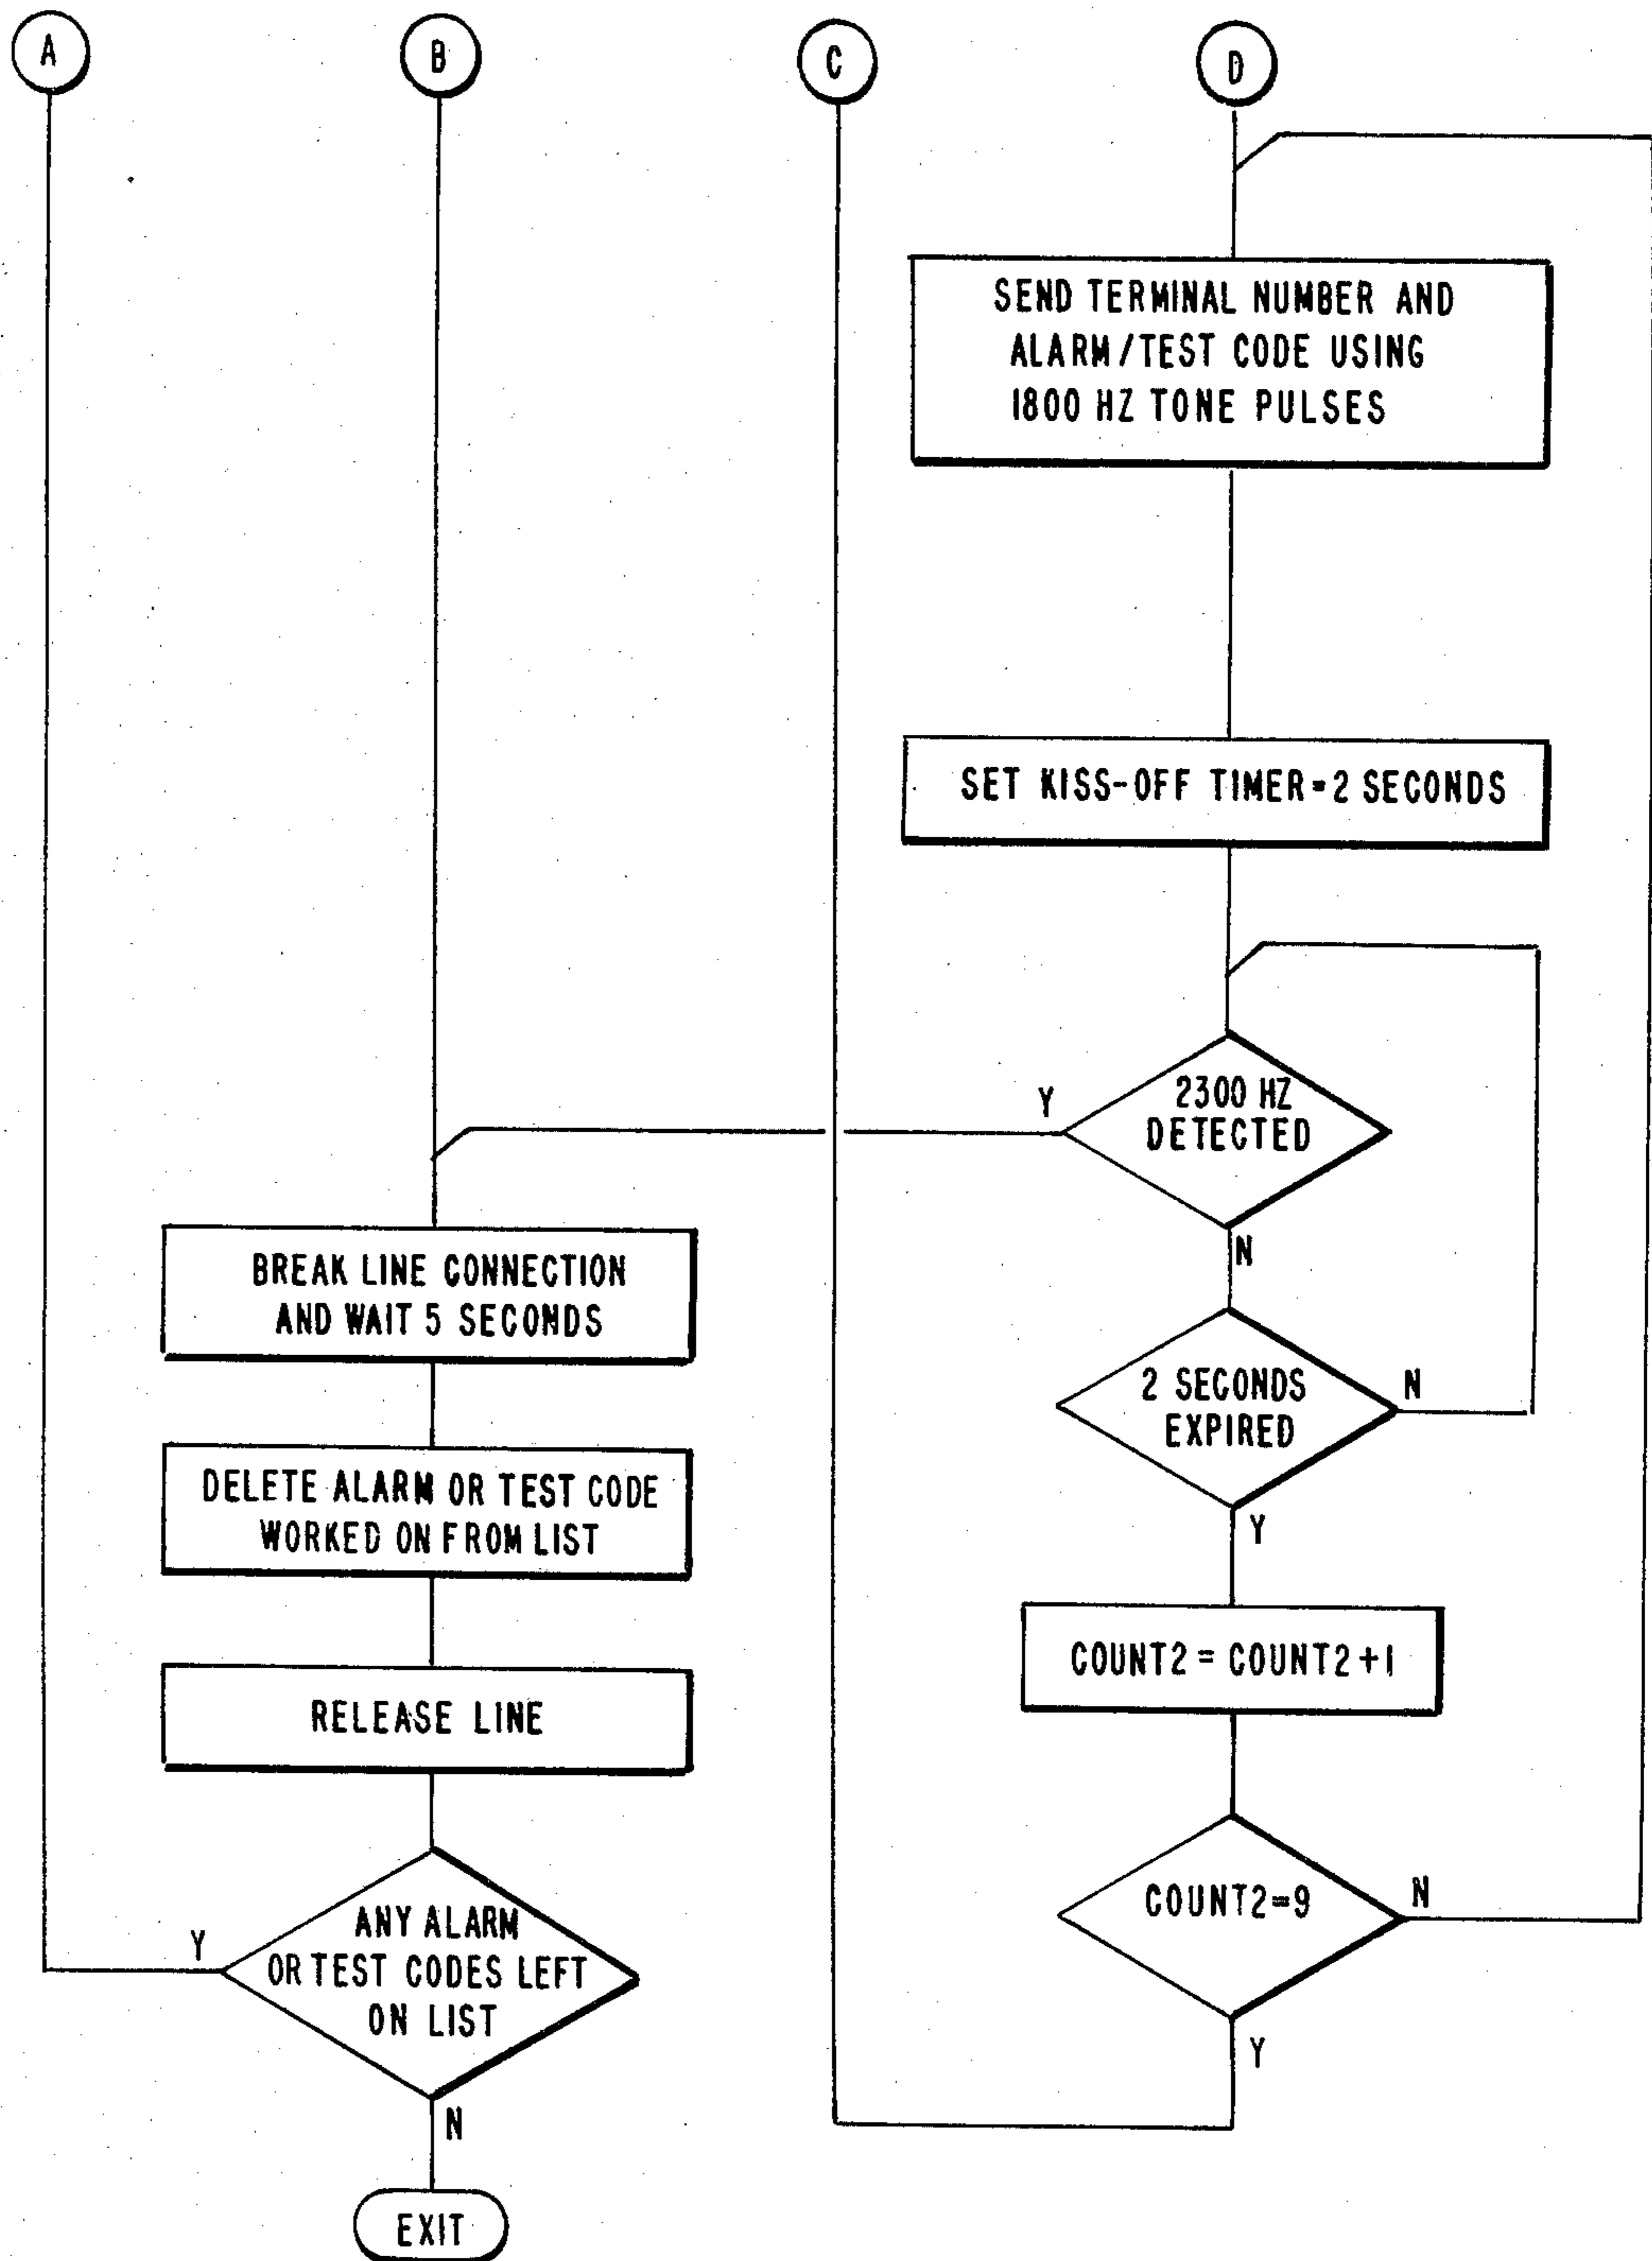 A
B
C
D
SEND TERMINAL NUMBER AND
ALARM/TEST CODE USING
1800 HZ TONE PULSES
SET KISS-OFF TIMER=2 SECONDS
2300 HZ
DETECTED
Y
N
BREAK LINE CONNECTION
AND WAIT 5 SECONDS
2 SECONDS
EXPIRED
N
Y
DELETE ALARM OR TEST CODE
WORKED ON FROM LIST
COUNT2 = COUNT2+1
RELEASE LINE
COUNT2=9
N
Y
ANY ALARM
OR TEST CODES LEFT
ON LIST
Y
N
EXIT